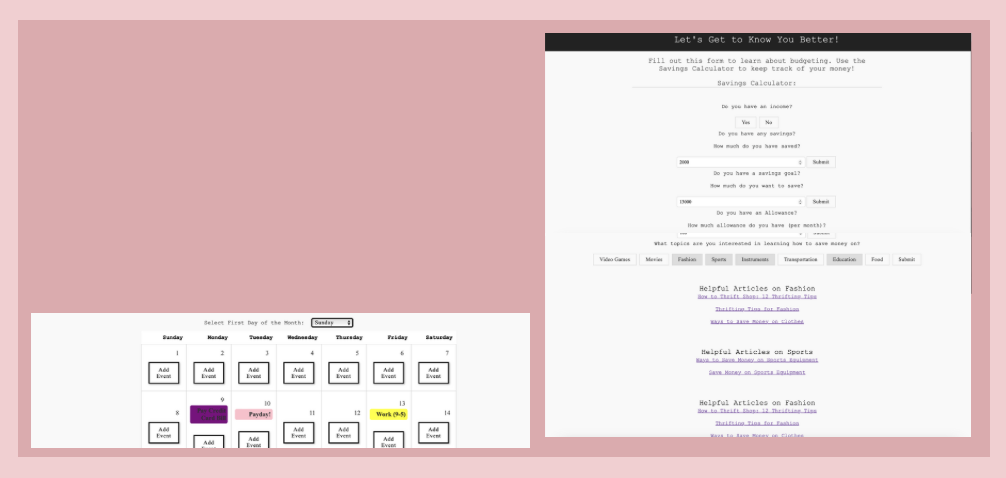 Let's Get to Know You Better!
Fill out this form to learn about budgeting. Use the
Savings Calculator to keep track of your money!
Savings Calculator:
Do you have an income?
Yes No
Do you have any savings?
How much do you have saved?
5000 Submit
Do you have a savings goal?
How much do you want to save?
15000 Submit
Do you have an Allowance?
How much allowance do you have (per month)?
What topics are you interested in learning how to save money on?
Video Games Movies Fashion Sports Instruments Transportation Education Food Submit
Helpful Articles on Fashion
How to Thrift Shop: 12 Thrifting Tips
Thrifting Tips for Fashion
Ways to Save Money on Clothes
Helpful Articles on Sports
Ways to Save Money on Sports Equipment
Save Money on Sports Equipment
Helpful Articles on Fashion
How to Thrift Shop: 12 Thrifting Tips
Thrifting Tips for Fashion
Ways to Save Money on Clothes
Select First Day of the Month: Sunday
Sunday Monday Tuesday Wednesday Thursday Friday Saturday
1 2 3 4 5 6 7
Add Add Add Add Add Add Add
Event Event Event Event Event Event Event
9 10 13
8 Payday! 11 12 Work (9-5) 14
Add Add Add Add Add Add Add
Event Event Event Event Event Event Event